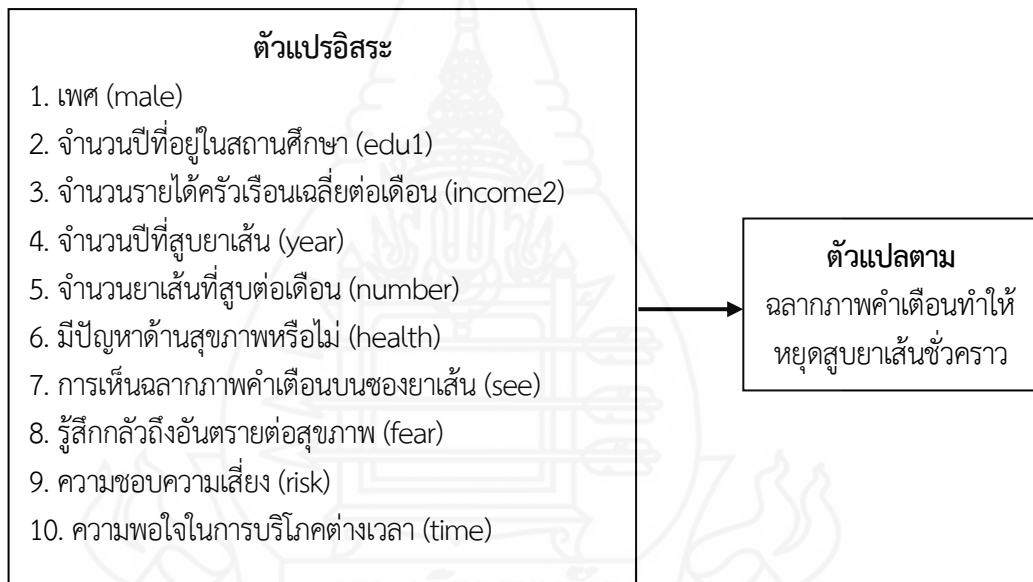 ตัวแปรอิสระ
1. เพศ (male)
2. จำนวนปีที่อยู่ในสถานศึกษา (edu1)
3. จำนวนรายได้ครัวเรือนเฉลี่ยต่อเดือน (income2)
4. จำนวนปีที่สูบยาเส้น (year)
5. จำนวนยาเส้นที่สูบต่อเดือน (number)
6. มีปัญหาด้านสุขภาพหรือไม่ (health)
7. การเห็นฉลากภาพคำเตือนบนซองยาเส้น (see)
8. รู้สึกกลัวถึงอันตรายต่อสุขภาพ (fear)
9. ความชอบความเสี่ยง (risk)
10. ความพอใจในการบริโภคต่างเวลา (time)
ตัวแปลตาม
ฉลากภาพคำเตือนทำให้
หยุดสูบยาเส้นชั่วคราว